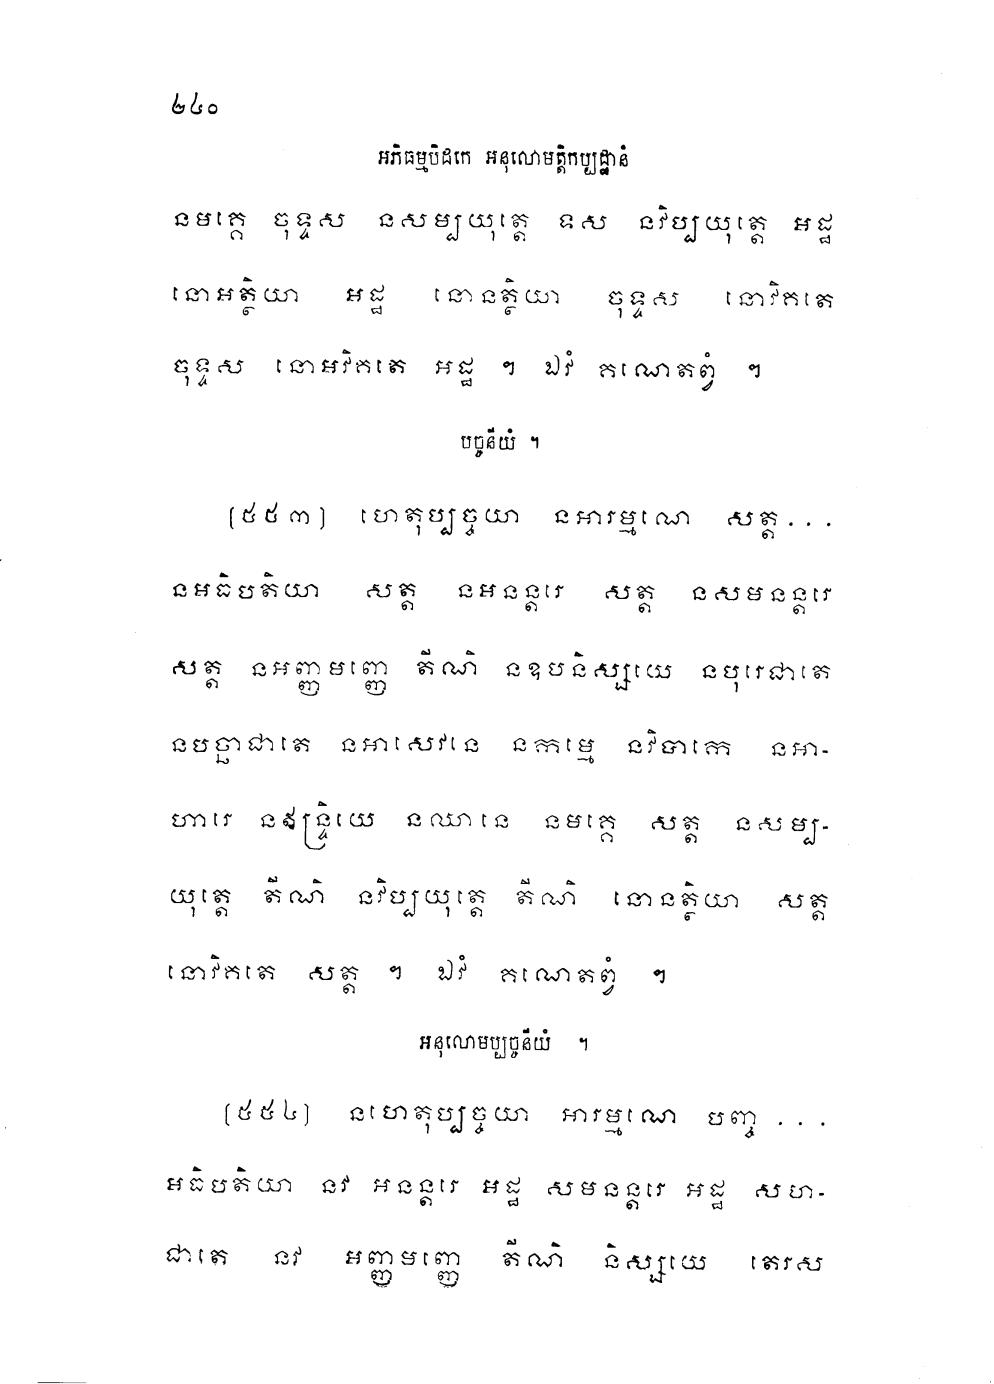 ២៤០
អភិធម្មបិដកេ អនុលោមត្តិកប្បដ្ឋានំ
នមគ្គេ ចុទ្ទស នសម្បយុត្តេ ទស នវិប្បយុត្តេ អដ្ឋ
នោអត្ថិយា អដ្ឋ នោនត្ថិយា ចុទ្ទស នោវិគតេ
ចុទ្ទស នោអវិគតេ អដ្ឋ ។ ឯវំ គណេតព្វំ ។
បច្ចនីយំ ។
(៥៥៣) ហេតុប្បច្ចយា នអារម្មណេ សត្ត...
នអធិបតិយា សត្ត នអនន្តរេ សត្ត នសមនន្តរេ
សត្ត នអញ្ញមញ្ញេ តីណិ នឧបនិស្សយេ នបុរេជាតេ
នបច្ឆាជាតេ នអាសេវនេ នកម្មេ នវិបាកេ នអា-
ហារេ នឥន្ទ្រិយេ នឈានេ នមគ្គេ សត្ត នសម្ប-
យុត្តេ តីណិ នវិប្បយុត្តេ តីណិ នោនត្ថិយា សត្ត
នោវិគតេ សត្ត ។ ឯវំ គណេតព្វំ ។
អនុលោមប្បច្ចនីយំ ។
(៥៥៤) នហេតុប្បច្ចយា អារម្មណេ បញ្ច ...
អធិបតិយា នវ អនន្តរេ អដ្ឋ សមនន្តរេ អដ្ឋ សហ-
ជាតេ នវ អញ្ញមញ្ញេ តីណិ និស្សយេ តេរស